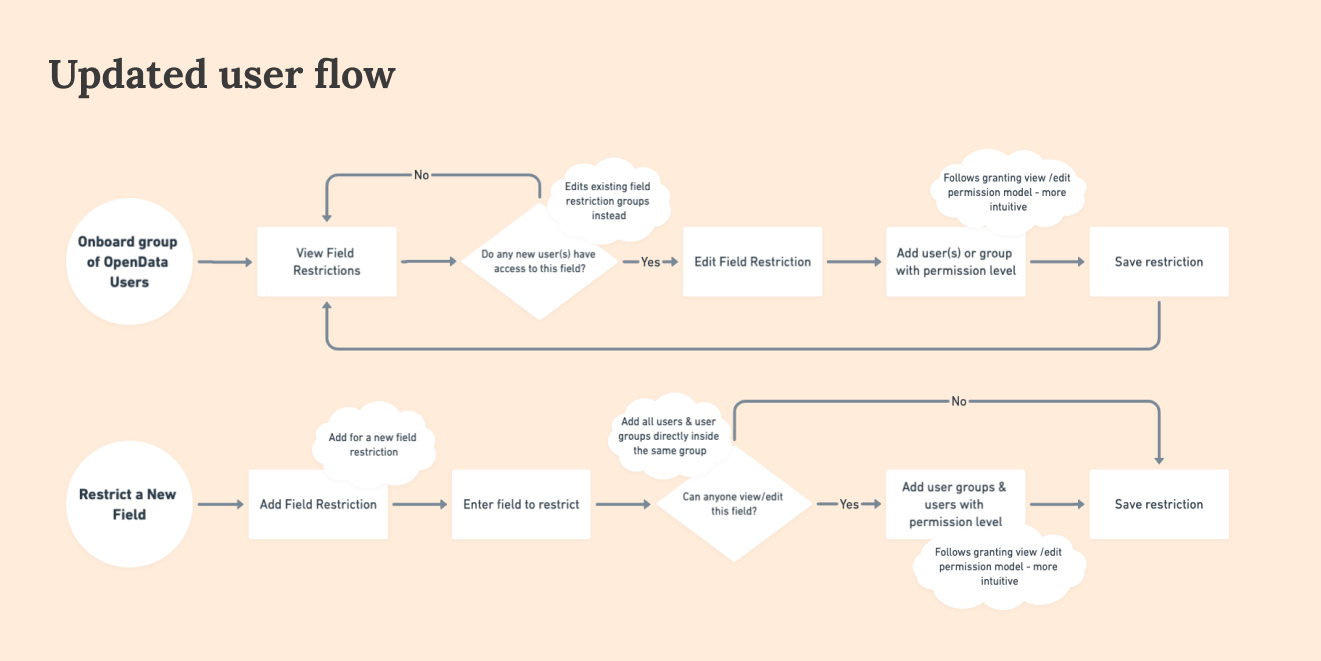 Updated user flow
No
Edits existing field
restriction groups
instead
Follows granting view /edit
permission model - more
intuitive
Onboard group
of OpenData
Users
View Field
Restrictions
Do any new user(s) have
access to this field?
Yes
Edit Field Restriction
Add user(s) or group
with permission level
Save restriction
No
Add all users & user
groups directly inside
the same group
Add for a new field
restriction
Restrict a New
Field
Add Field Restriction
Enter field to restrict
Can anyone view/edit
this field?
Yes
Add user groups &
users with
permission level
Save restriction
Follows granting view /edit
permission model - more
intuitive